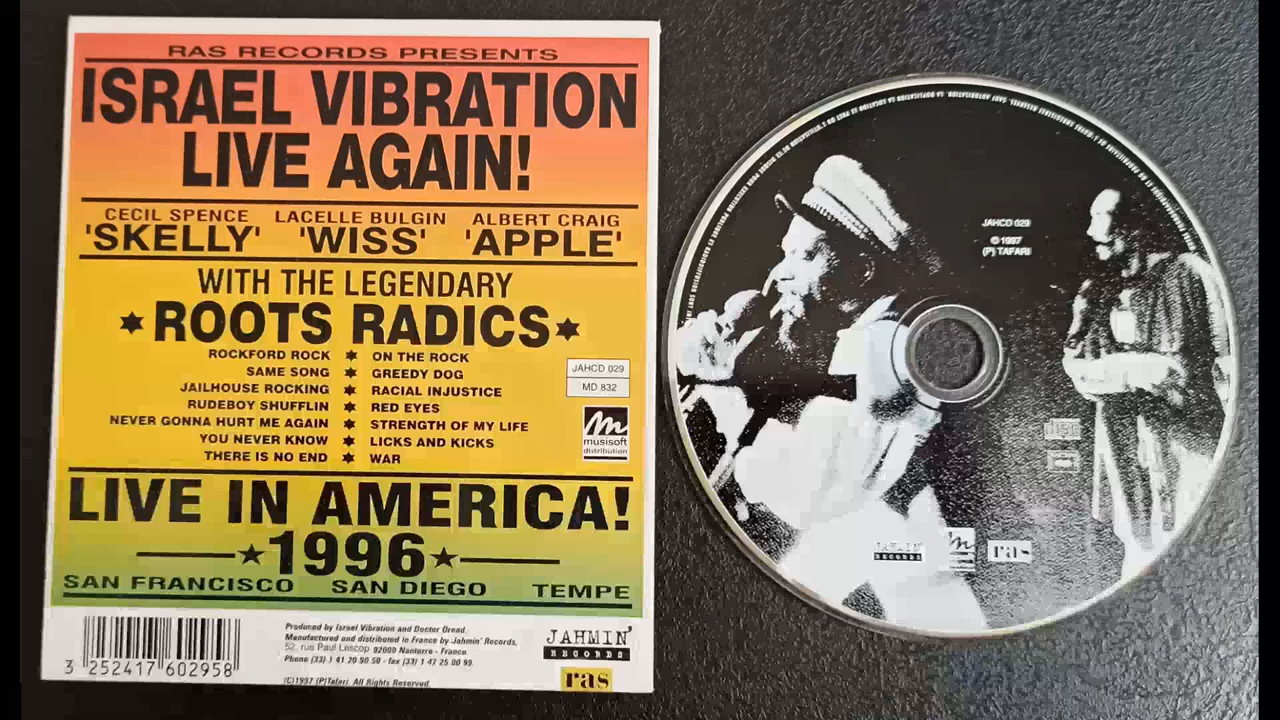 RAS RECORDS PRESENTS
ISRAEL VIBRATION
LIVE AGAIN!
CECIL SPENCE LACELLE BULGIN ALBERT CRAIG
'SKELLY' 'WISS' 'APPLE'
WITH THE LEGENDARY
ROOTS RADICS
ROCKFORD ROCK ON THE ROCK
SAME SONG GREEDY DOG
JAILHOUSE ROCKING RACIAL INJUSTICE
RUDEBOY SHUFFLIN RED EYES
NEVER GONNA HURT ME AGAIN STRENGTH OF MY LIFE
YOU NEVER KNOW LICKS AND KICKS
THERE IS NO END WAR
JAHCD 029
MD 832
musisoft
distribution
LIVE IN AMERICA!
1996
SAN FRANCISCO SAN DIEGO TEMPE
3 252417 602958
Produced by Israel Vibration and Doctor Dread.
Manufactured and distributed in France by Jahmin' Records,
52, rue Paul Lescop 92000 Nanterre - France.
Phone (33) 1 41 20 90 50 - fax (33) 1 47 25 00 99.
(C)1997 (P)Tafari. All Rights Reserved.
JAHMIN'
RECORDS
ras
JAHCD 029
© 1997
(P) TAFARI
disc
JAHMIN'
RECORDS
ras